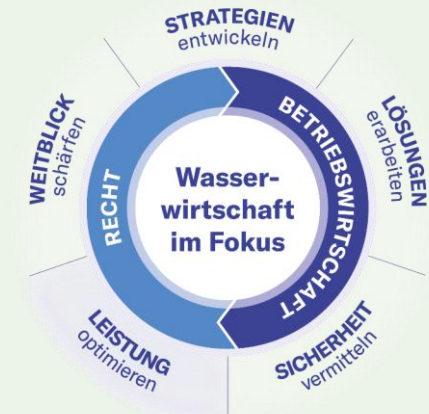 STRATEGIEN
entwickeln
LÖSUNGEN
erarbeiten
SICHERHEIT
vermitteln
LEISTUNG
optimieren
WEITBLICK
schärfen
RECHT
BETRIEBSWIRTSCHAFT
Wasser-
wirtschaft
im Fokus